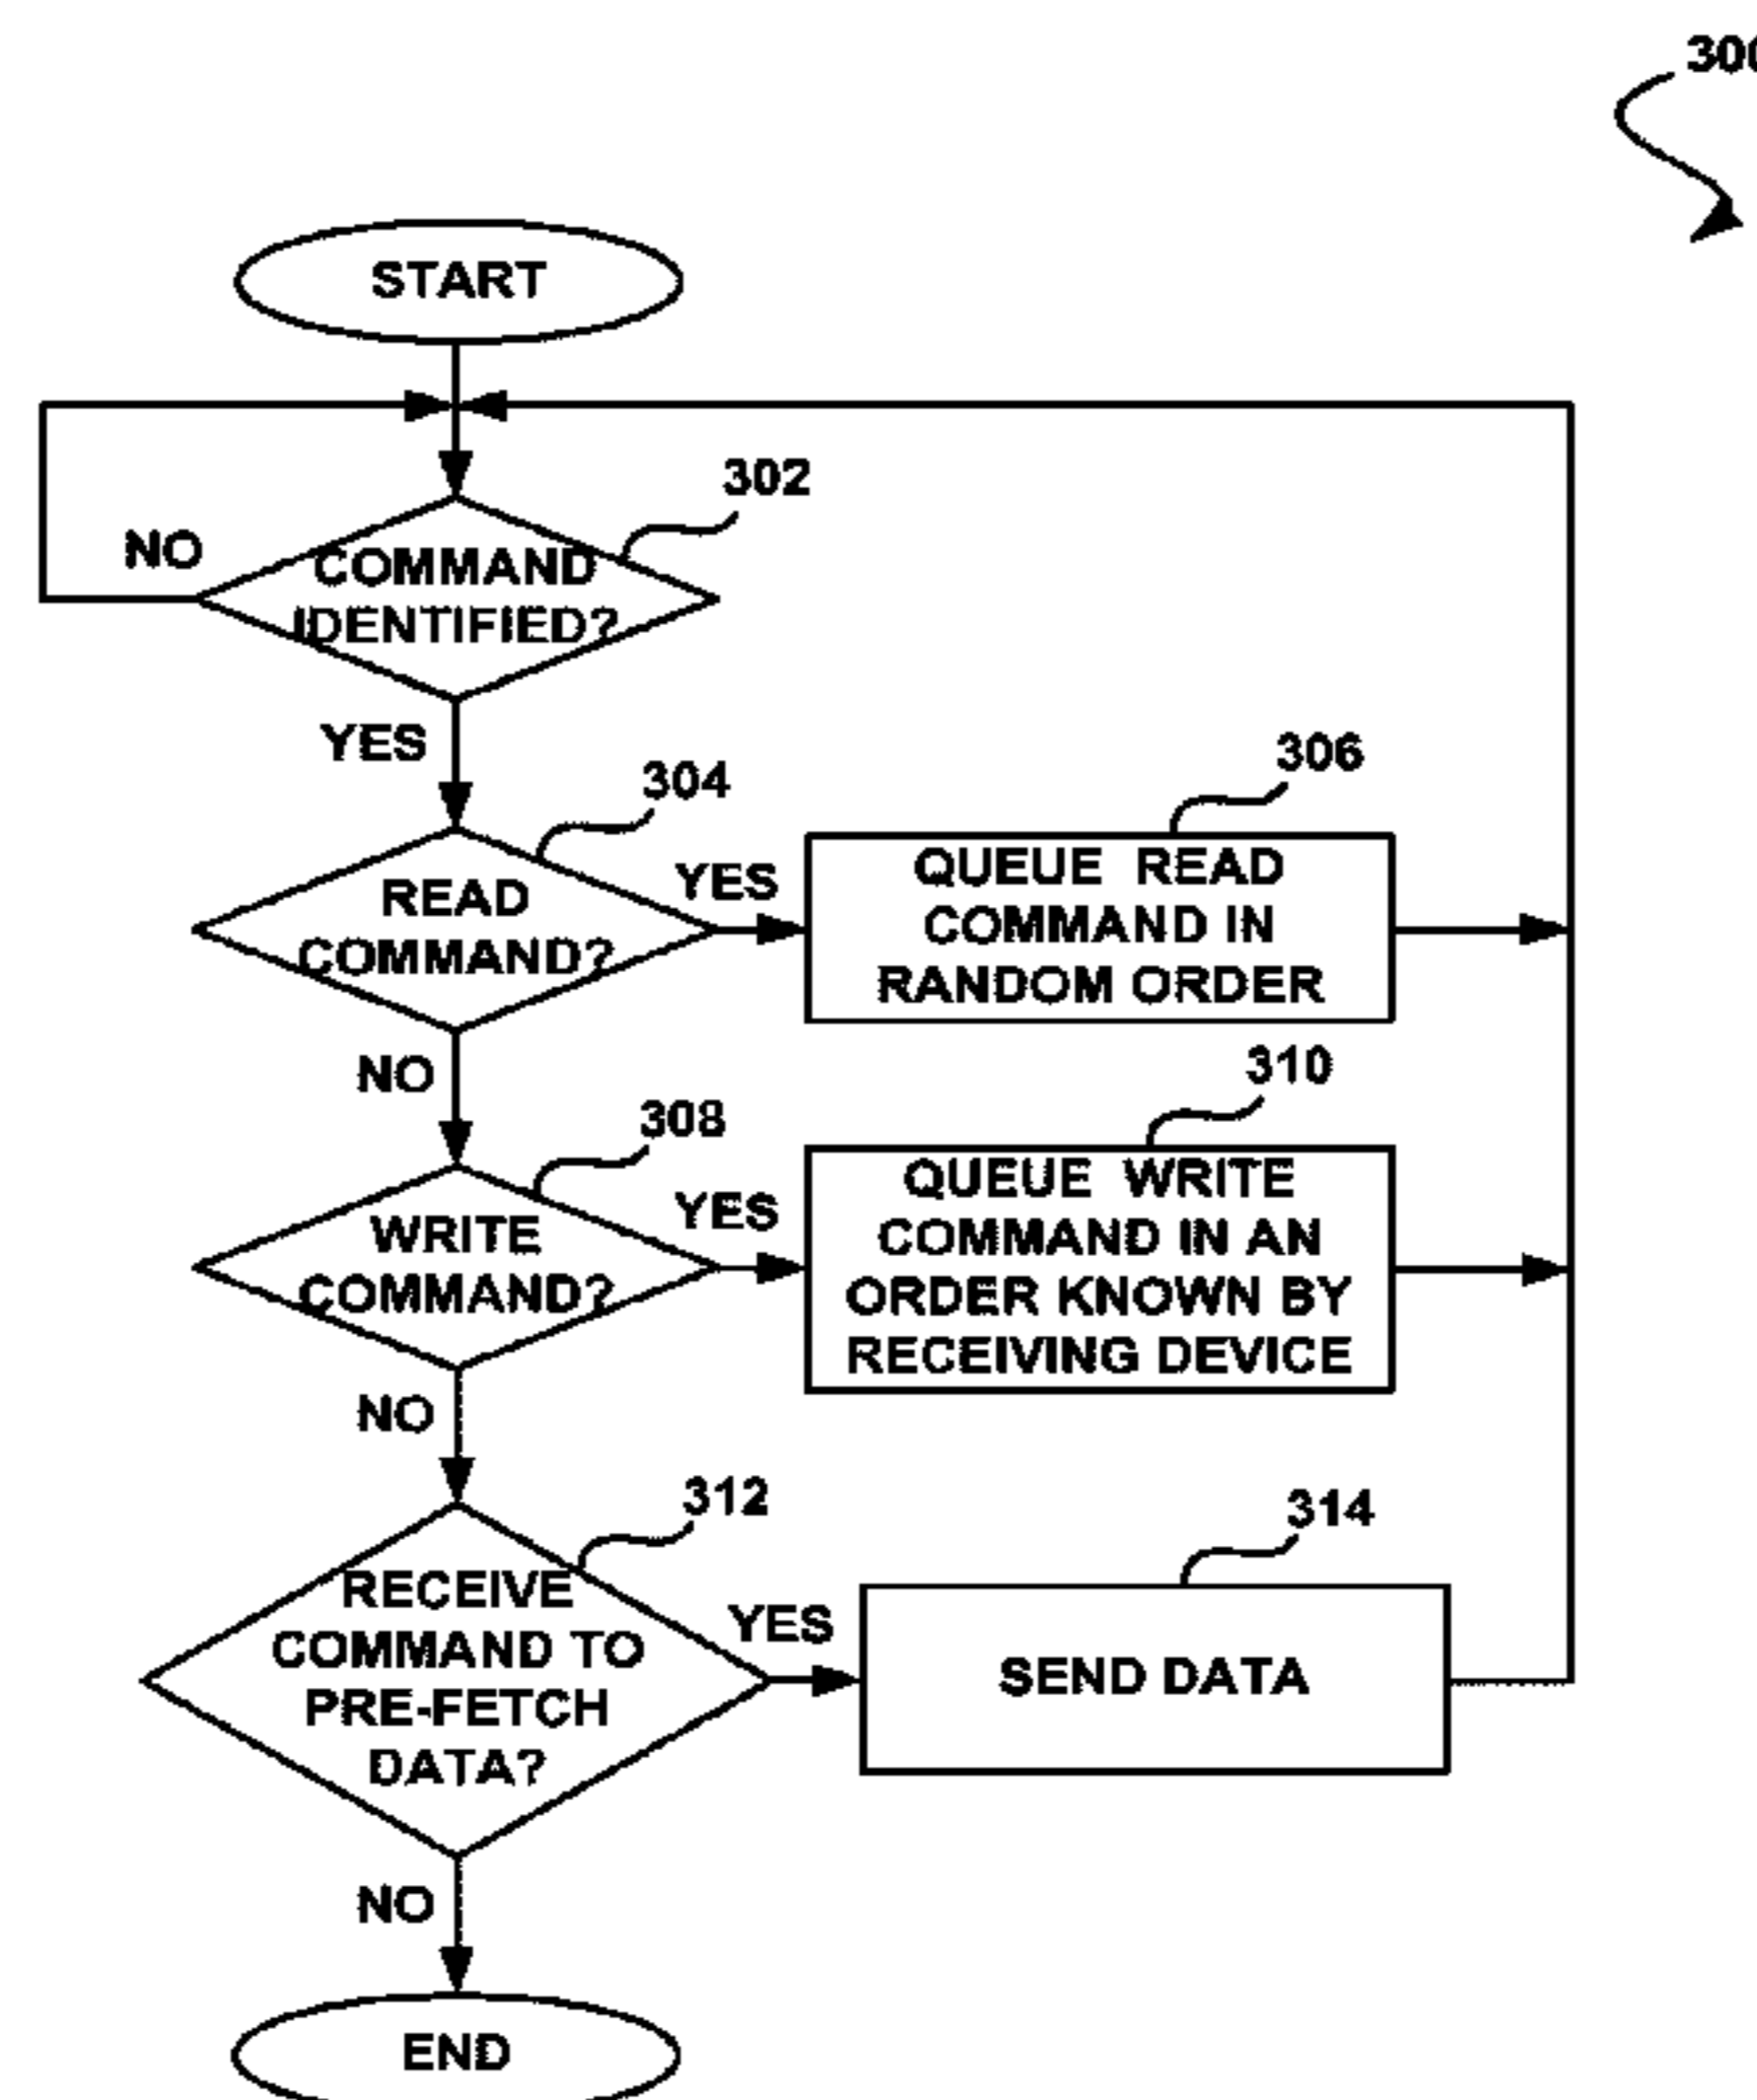 300
START
302
NO
COMMAND
IDENTIFIED?
YES
304
306
READ
COMMAND?
YES
QUEUE READ
COMMAND IN
RANDOM ORDER
NO
308
310
WRITE
COMMAND?
YES
QUEUE WRITE
COMMAND IN AN
ORDER KNOWN BY
RECEIVING DEVICE
NO
312
314
RECEIVE
COMMAND TO
PRE-FETCH
DATA?
YES
SEND DATA
NO
END